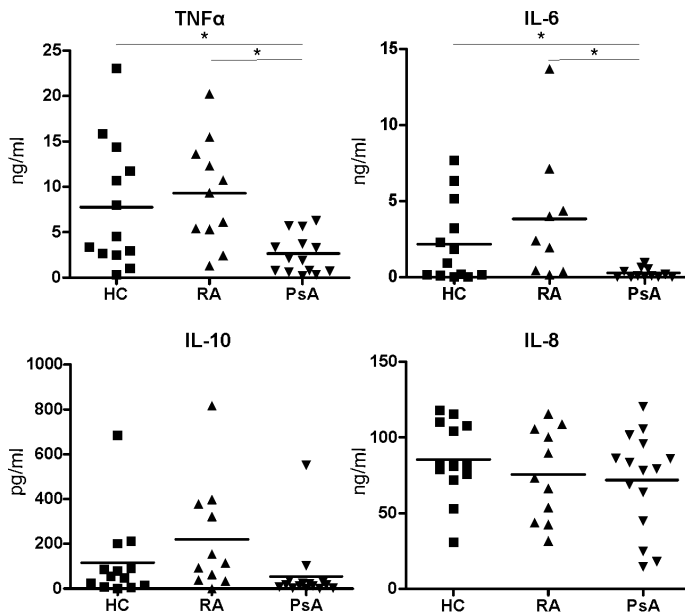 TNFα
IL-6
*
*
*
*
25
20
15
10
5
0
ng/ml
HC
RA
PsA
15
10
5
0
ng/ml
HC
RA
PsA
IL-10
IL-8
1000
800
600
400
200
0
pg/ml
HC
RA
PsA
150
100
50
0
ng/ml
HC
RA
PsA